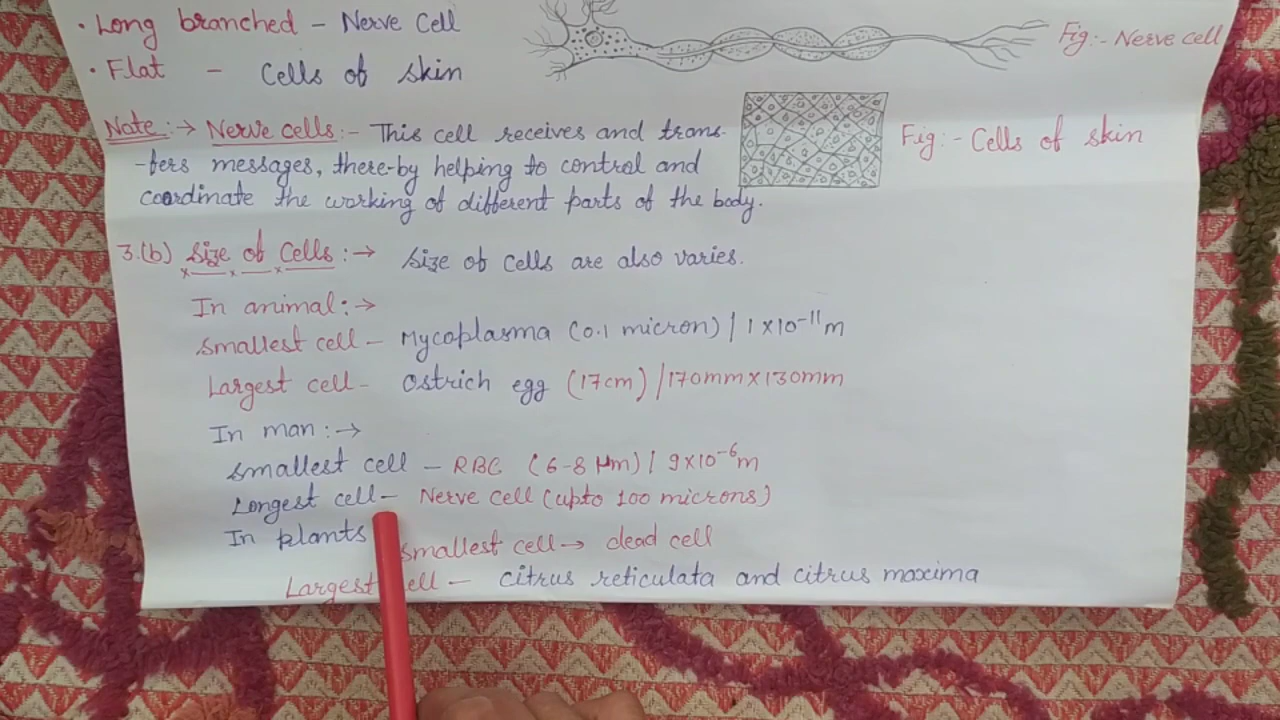 • Long branched - Nerve Cell
Fig:- Nerve cell
• Flat - Cells of skin
Fig:- Cells of skin
Note:→ Nerve cells:- This cell receives and trans-
-fers messages, there-by helping to control and
coordinate the working of different parts of the body.
3.(b) Size of Cells:→ Size of cells are also varies.
In animal:→
Smallest cell - Mycoplasma (0.1 micron) / 1×10⁻¹¹m
Largest cell - Ostrich egg (17cm) / 170mm×130mm
In man:→
Smallest cell - RBC (6-8 μm) / 9×10⁻⁶m
Longest cell - Nerve cell (upto 100 microns)
In plants
Smallest cell → dead cell
Largest cell - citrus reticulata and citrus maxima